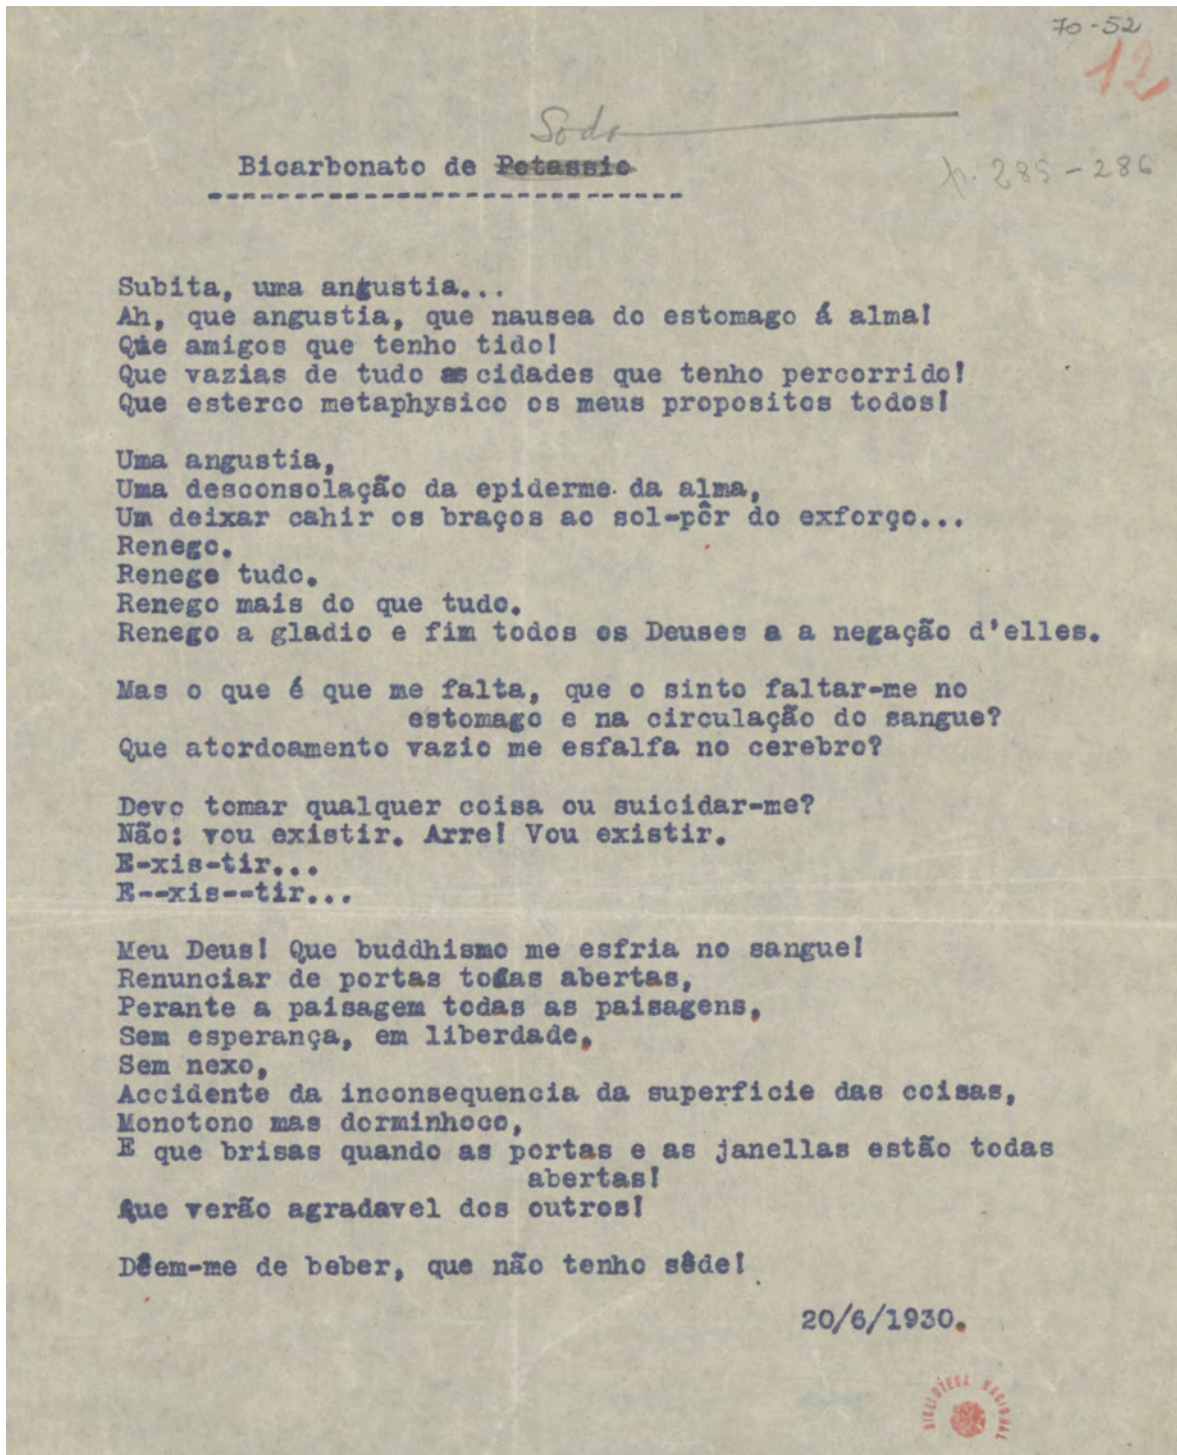 70-52
12
Soda
Bicarbonato de Potassio
Subita, uma angustia...
Ah, que angustia, que nausea do estomago á alma!
Que amigos que tenho tido!
Que vazias de tudo as cidades que tenho percorrido!
Que esterco metaphysico os meus propositos todos!
Uma angustia,
Uma desconsolação da epiderme da alma,
Um deixar cahir os braços ao sol-pôr do exforço...
Renego.
Renego tudo.
Renego mais do que tudo.
Renego a gladio e fim todos os Deuses a a negação d'elles.
Mas o que é que me falta, que o sinto faltar-me no
estomago e na circulação do sangue?
Que atordoamento vazio me esfalfa no cerebro?
Devo tomar qualquer coisa ou suicidar-me?
Não: vou existir. Arre! Vou existir.
E-xis-tir...
E--xis--tir...
Meu Deus! Que buddhismo me esfria no sangue!
Renunciar de portas todas abertas,
Perante a paisagem todas as paisagens,
Sem esperança, em liberdade,
Sem nexo,
Accidente da inconsequencia da superficie das coisas,
Monotono mas dorminhoco,
E que brisas quando as portas e as janellas estão todas
abertas!
Que verão agradavel dos outros!
Dêem-me de beber, que não tenho sêde!
20/6/1930.
p. 285-286
BIBLIOTECA NACIONAL